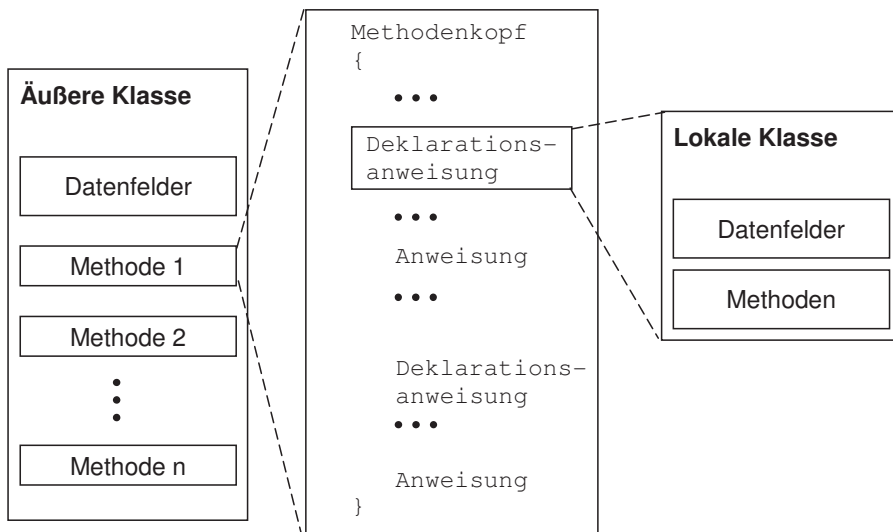 Äußere Klasse
Datenfelder
Methode 1
Methode 2
Methode n
Methodenkopf
{
•••
Deklarations-
anweisung
•••
Anweisung
•••
Deklarations-
anweisung
•••
Anweisung
}
Lokale Klasse
Datenfelder
Methoden